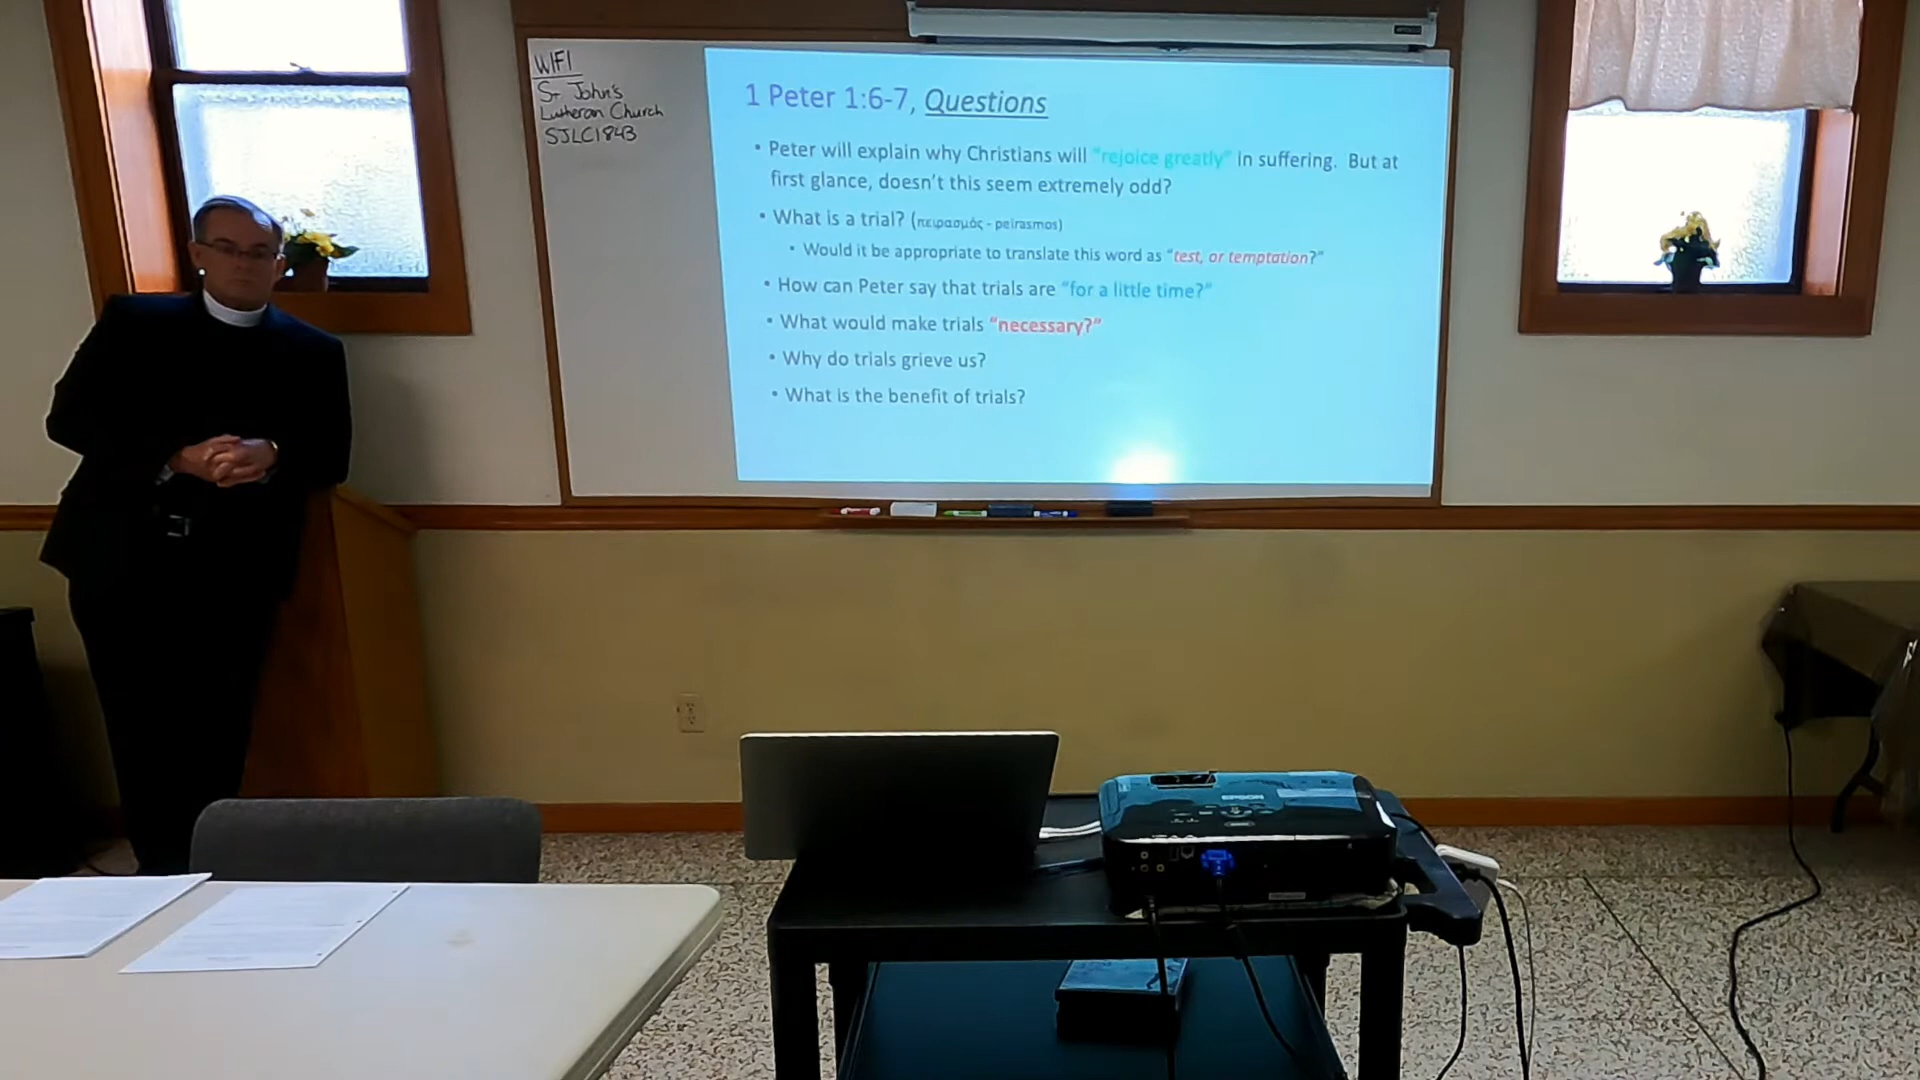 WIFI
St John's
Lutheran Church
SJLC1843
1 Peter 1:6-7, Questions
• Peter will explain why Christians will "rejoice greatly" in suffering. But at
first glance, doesn't this seem extremely odd?
• What is a trial? (πειρασμός - peirasmos)
• Would it be appropriate to translate this word as "test, or temptation?"
• How can Peter say that trials are "for a little time?"
• What would make trials "necessary?"
• Why do trials grieve us?
• What is the benefit of trials?
EPSON